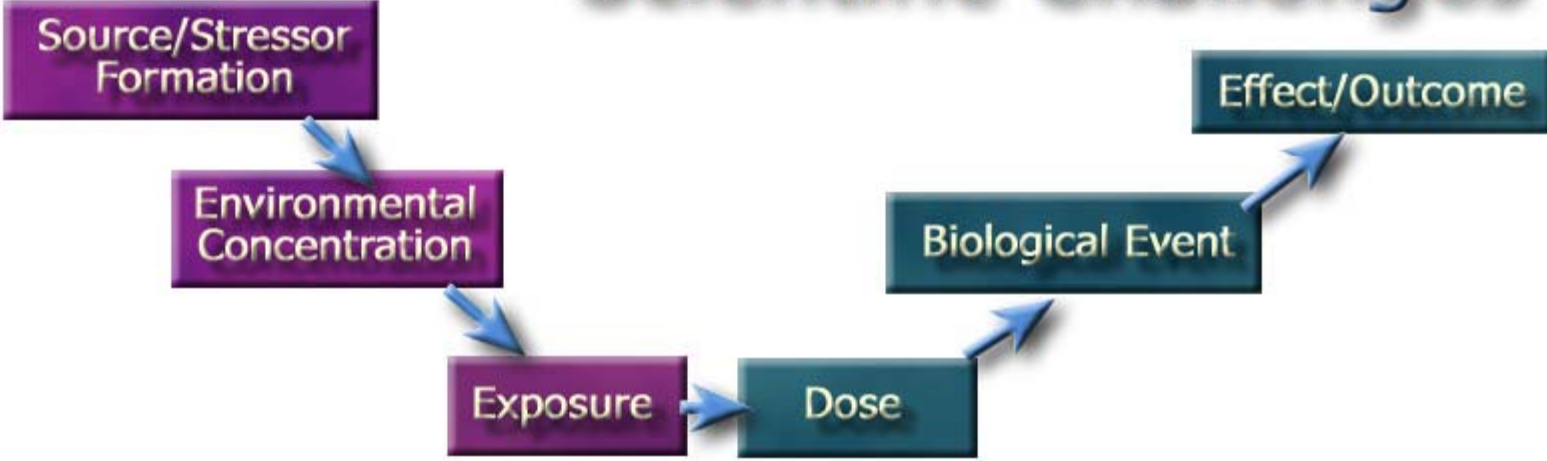 Source/Stressor
Formation
Effect/Outcome
Environmental
Concentration
Biological Event
Exposure
Dose